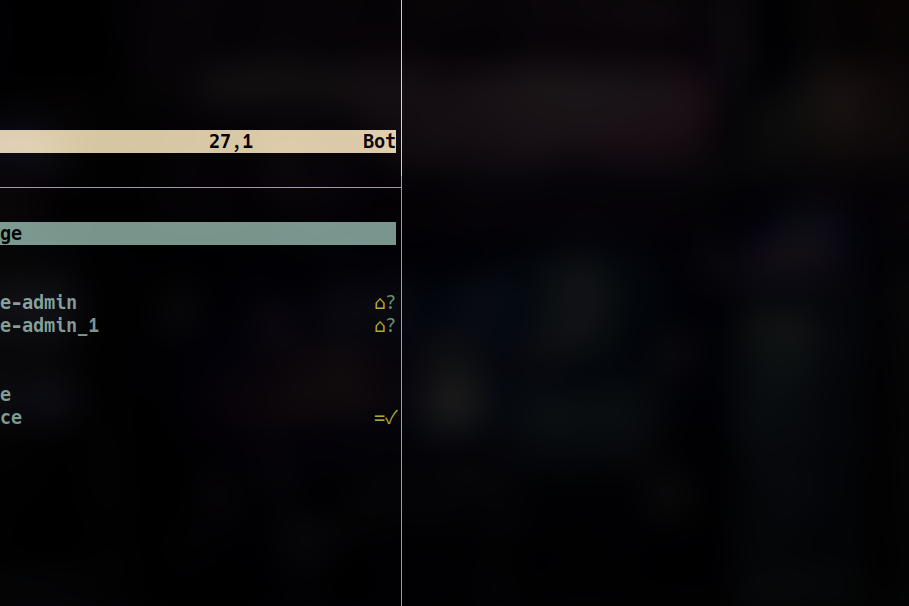 27,1 Bot
ge
e-admin ⌂?
e-admin_1 ⌂?
e
ce =✓